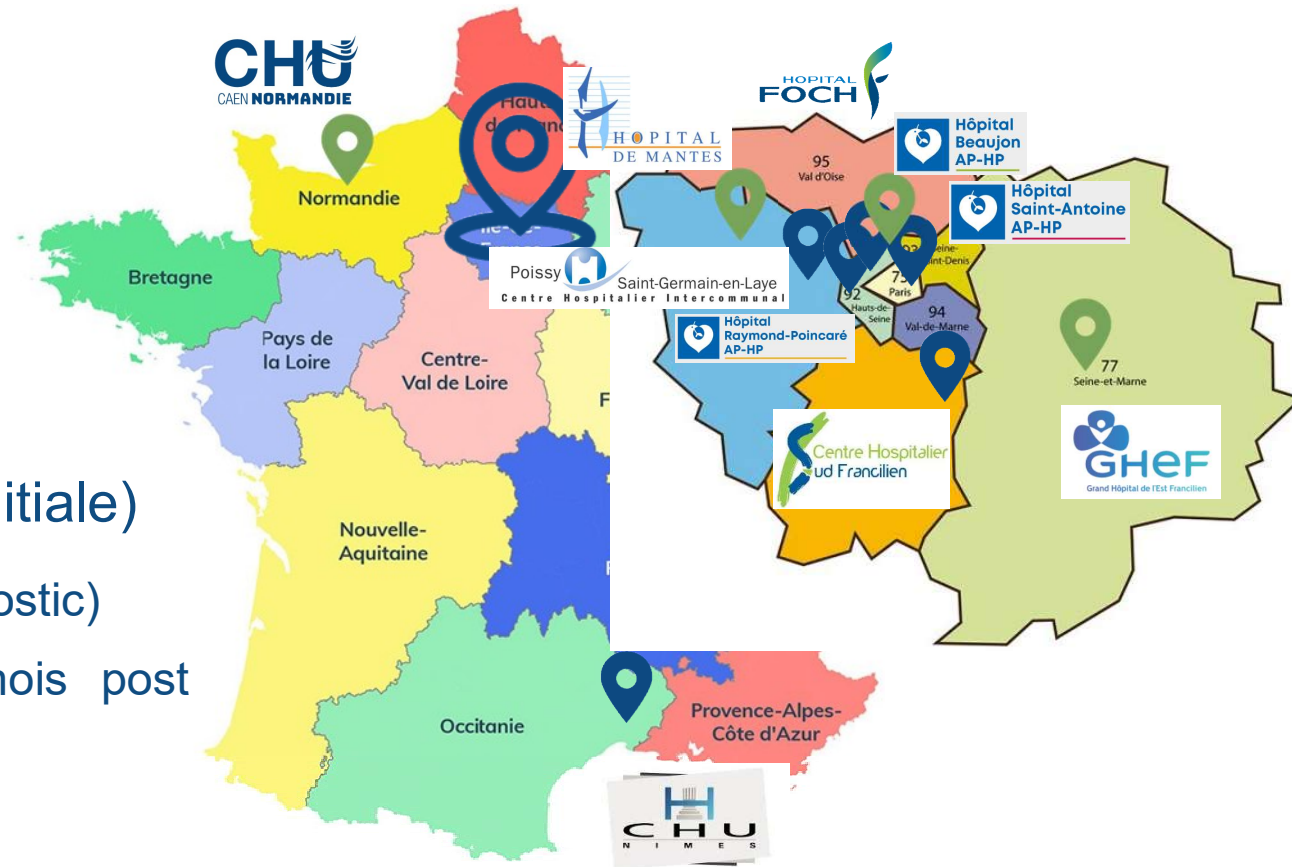 CHU
CAEN NORMANDIE
HOPITAL
FOCH
HOPITAL
DE MANTES
Hôpital
Beaujon
AP-HP
Hôpital
Saint-Antoine
AP-HP
95
Val d'Oise
Normandie
Bretagne
Poissy Saint-Germain-en-Laye
Centre Hospitalier Intercommunal
75
Paris
92
Hauts-de-
Seine
94
Val-de-Marne
Hôpital
Raymond-Poincaré
AP-HP
Pays de
la Loire
Centre-
Val de Loire
77
Seine-et-Marne
Centre Hospitalier
Sud Francilien
GHEF
Grand Hôpital de l'Est Francilien
itiale)
ostic)
nois post
Nouvelle-
Aquitaine
Occitanie
Provence-Alpes-
Côte d'Azur
CHU
NIMES